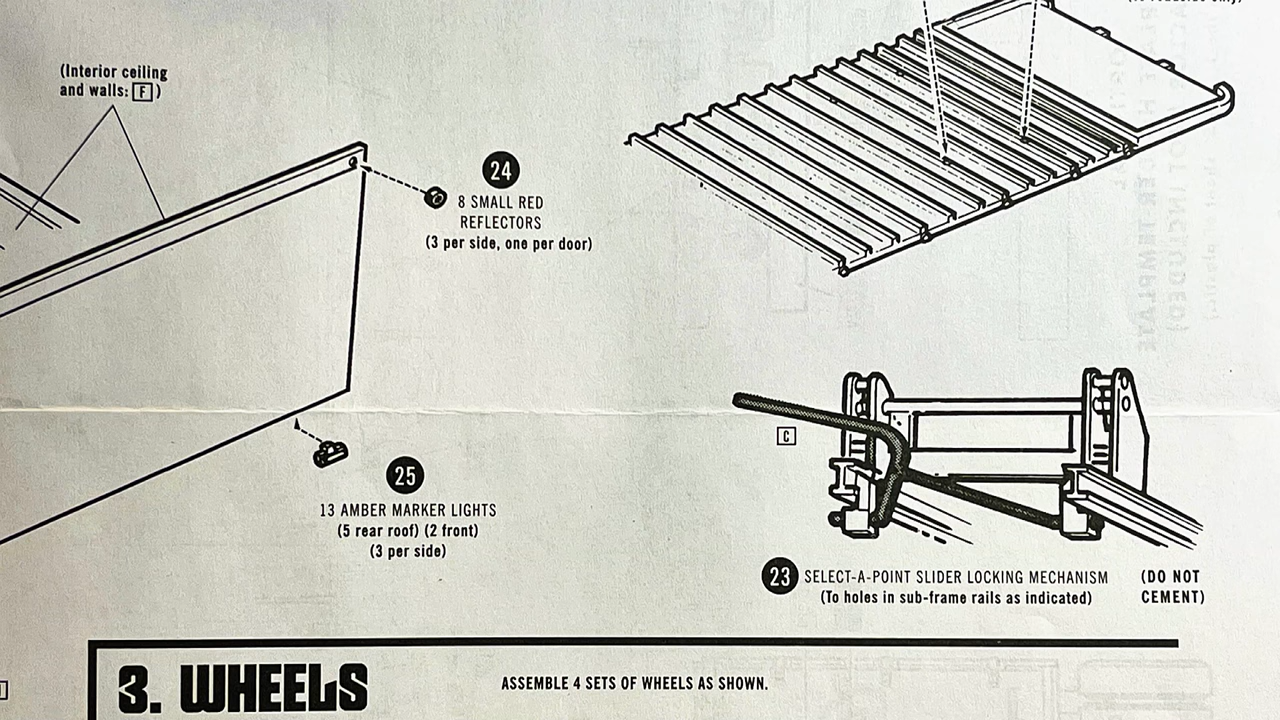 (Interior ceiling
and walls: F )
24
8 SMALL RED
REFLECTORS
(3 per side, one per door)
C
25
13 AMBER MARKER LIGHTS
(5 rear roof) (2 front)
(3 per side)
23 SELECT-A-POINT SLIDER LOCKING MECHANISM (DO NOT
(To holes in sub-frame rails as indicated) CEMENT)
3. WHEELS
ASSEMBLE 4 SETS OF WHEELS AS SHOWN.